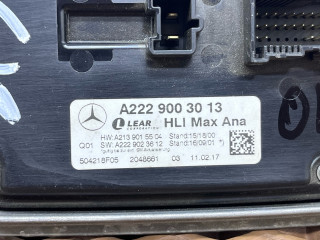 A222 900 30 13
LEAR CORPORATION HLI Max Ana
HW: A213 901 55 04 Stand: 15/18/00
Q01 SW: A222 902 36 12 Stand: 16/09/01 *)
504218F05 2048661 03 11.02.17